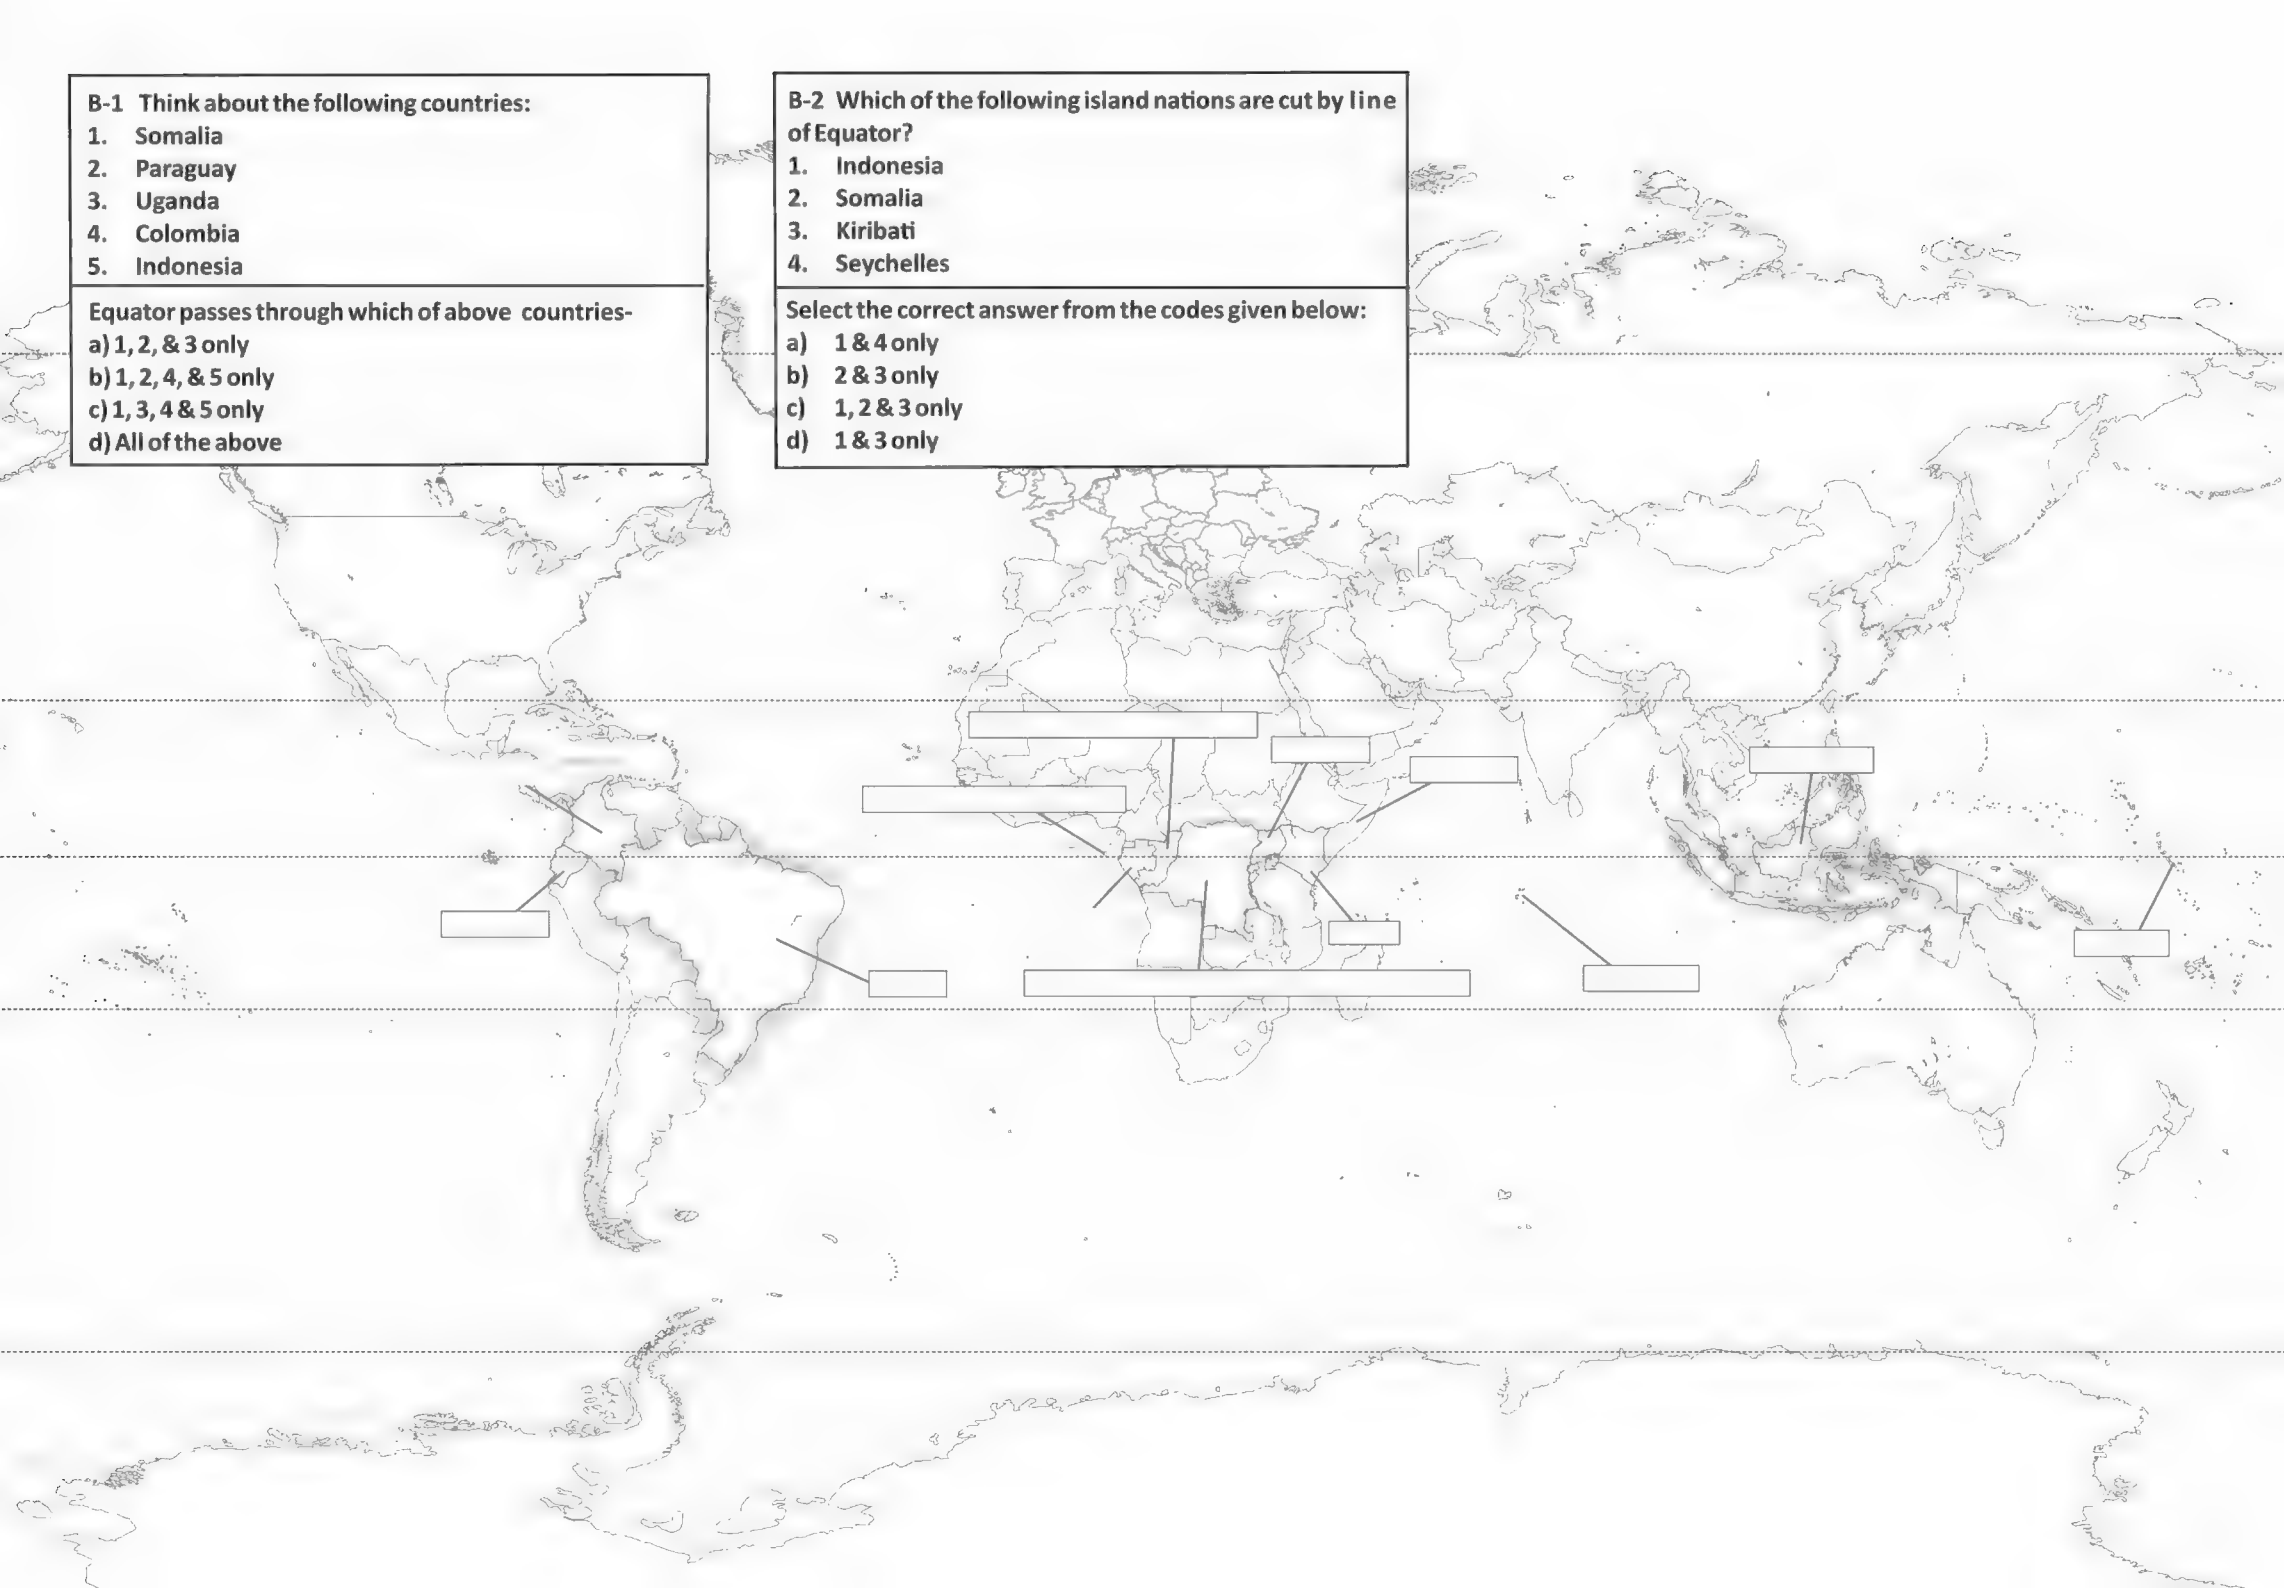 B-1 Think about the following countries:
1. Somalia
2. Paraguay
3. Uganda
4. Colombia
5. Indonesia
Equator passes through which of above countries-
a) 1, 2, & 3 only
b) 1, 2, 4, & 5 only
c) 1, 3, 4 & 5 only
d) All of the above
B-2 Which of the following island nations are cut by line
of Equator?
1. Indonesia
2. Somalia
3. Kiribati
4. Seychelles
Select the correct answer from the codes given below:
a) 1 & 4 only
b) 2 & 3 only
c) 1, 2 & 3 only
d) 1 & 3 only